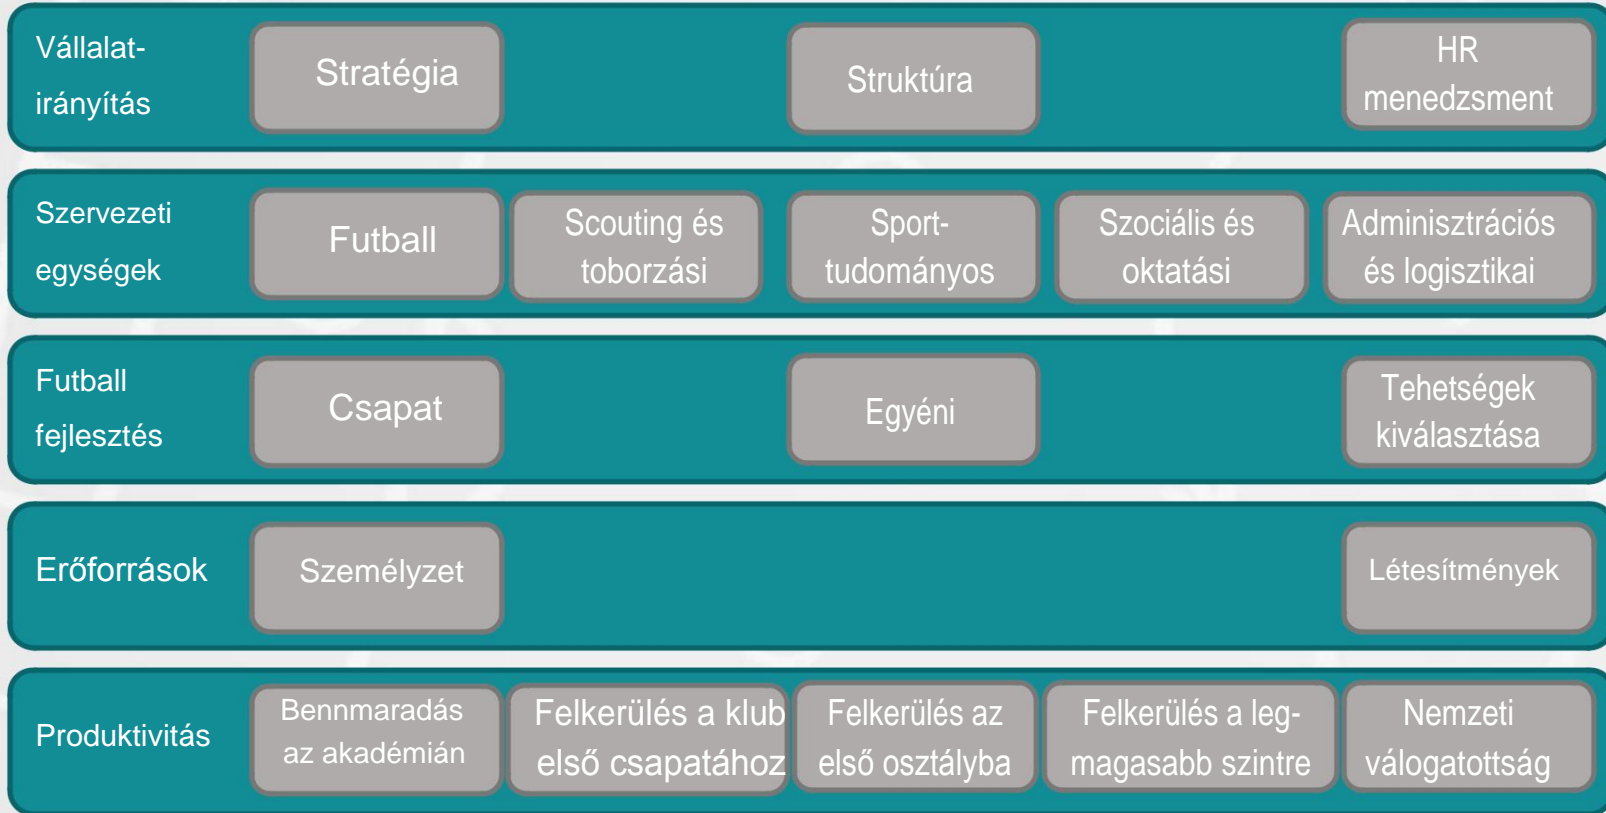 Vállalat-
irányítás
Stratégia
Struktúra
HR
menedzsment
Szervezeti
egységek
Futball
Scouting és
toborzási
Sport-
tudományos
Szociális és
oktatási
Adminisztrációs
és logisztikai
Futball
fejlesztés
Csapat
Egyéni
Tehetségek
kiválasztása
Erőforrások
Személyzet
Létesítmények
Produktivitás
Bennmaradás
az akadémián
Felkerülés a klub
első csapatához
Felkerülés az
első osztályba
Felkerülés a leg-
magasabb szintre
Nemzeti
válogatottság